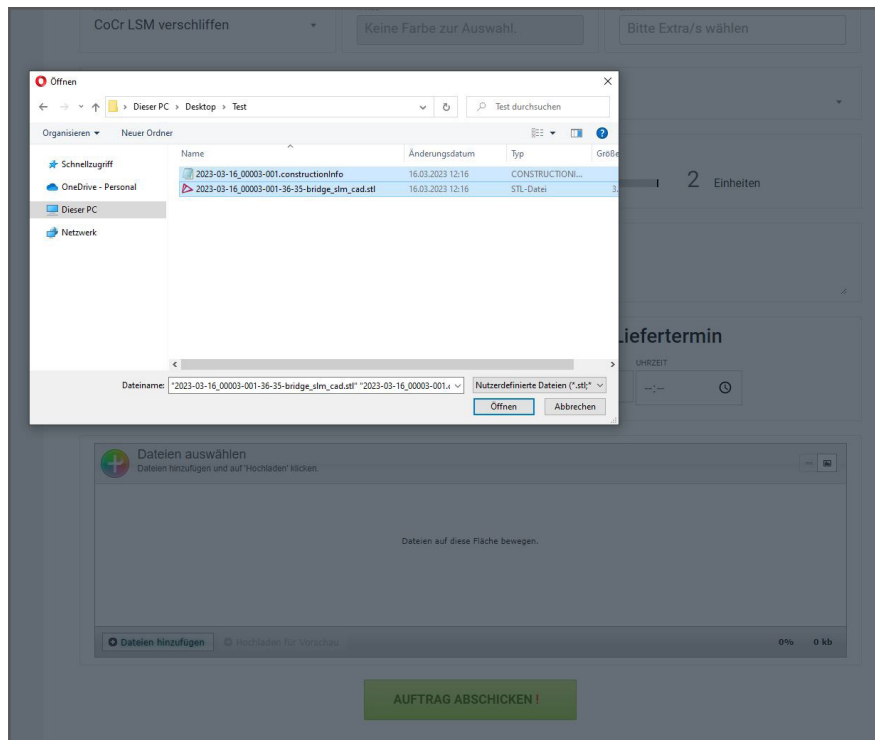 CoCr LSM verschliffen
Keine Farbe zur Auswahl.
Bitte Extra/s wählen
Öffnen
Dieser PC > Desktop > Test
Test durchsuchen
Organisieren
Neuer Ordner
Name
Änderungsdatum
Typ
Größe
Schnellzugriff
OneDrive - Personal
Dieser PC
Netzwerk
2023-03-16_00003-001.constructionInfo 16.03.2023 12:16 CONSTRUCTIONI...
2023-03-16_00003-001-36-35-bridge_slm_cad.stl 16.03.2023 12:16 STL-Datei 3.
2 Einheiten
Liefertermin
UHRZEIT
--:--
Dateiname: "2023-03-16_00003-001-36-35-bridge_slm_cad.stl" "2023-03-16_00003-001.c
Nutzerdefinierte Dateien (*.stl;*
Öffnen
Abbrechen
Dateien auswählen
Dateien hinzufügen und auf 'Hochladen' klicken.
Dateien auf diese Fläche bewegen.
Dateien hinzufügen
Hochladen für Vorschau
0% 0 kb
AUFTRAG ABSCHICKEN !